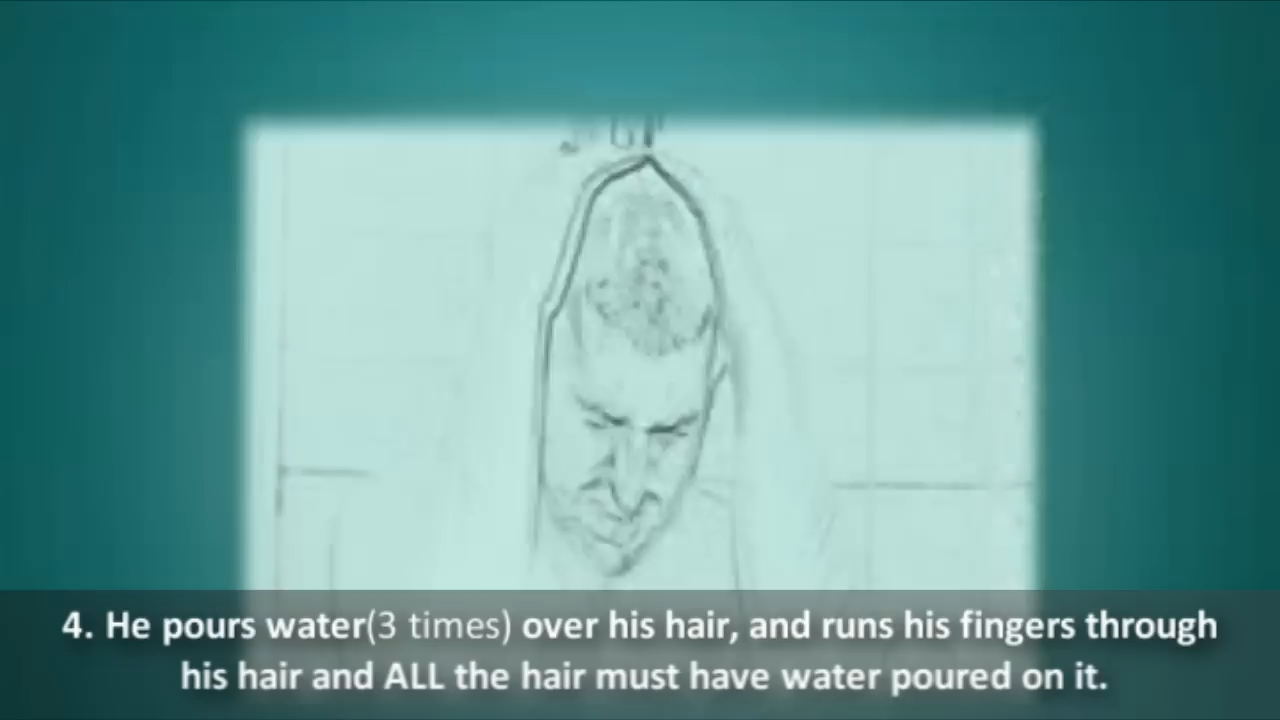 4. He pours water(3 times) over his hair, and runs his fingers through
his hair and ALL the hair must have water poured on it.